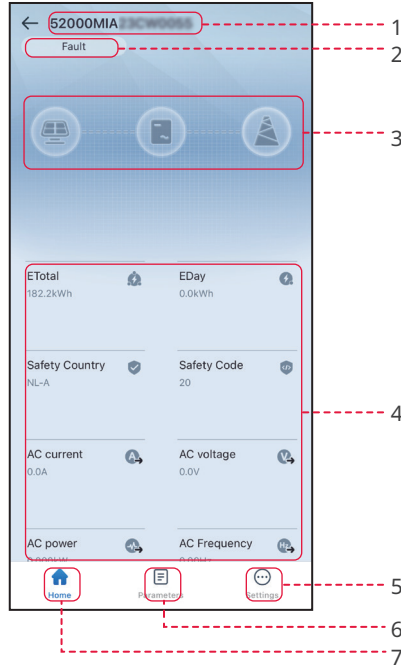 52000MIA
1
Fault
2
3
ETotal EDay
182.2kWh 0.0kWh
Safety Country Safety Code
NL-A 20
4
AC current AC voltage
0.0A 0.0V
AC power AC Frequency
Home Parameters Settings
5
6
7